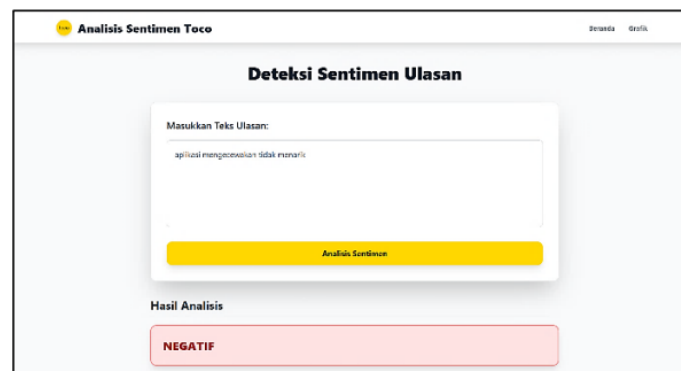 Analisis Sentimen Toco
Beranda Grafik
Deteksi Sentimen Ulasan
Masukkan Teks Ulasan:
aplikasi mengecewakan tidak menarik
Analisis Sentimen
Hasil Analisis
NEGATIF